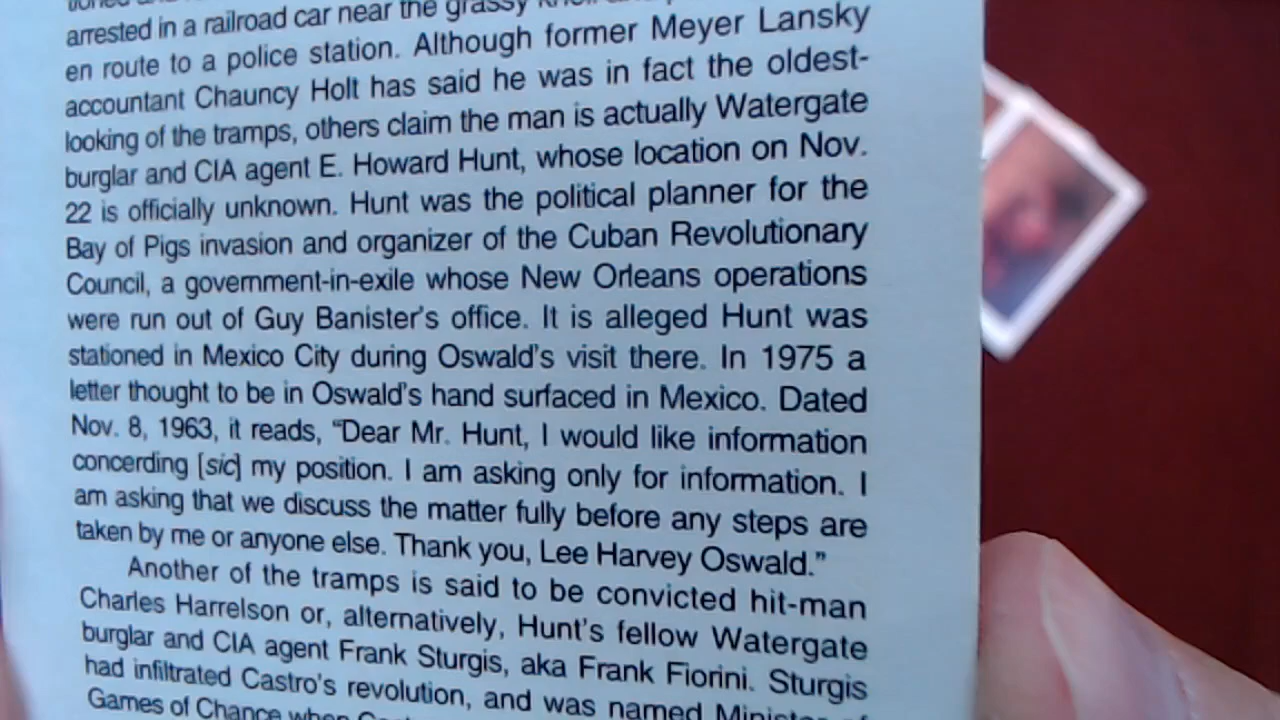 arrested in a railroad car near the grassy
en route to a police station. Although former Meyer Lansky
accountant Chauncy Holt has said he was in fact the oldest-
looking of the tramps, others claim the man is actually Watergate
burglar and CIA agent E. Howard Hunt, whose location on Nov.
22 is officially unknown. Hunt was the political planner for the
Bay of Pigs invasion and organizer of the Cuban Revolutionary
Council, a government-in-exile whose New Orleans operations
were run out of Guy Banister's office. It is alleged Hunt was
stationed in Mexico City during Oswald's visit there. In 1975 a
letter thought to be in Oswald's hand surfaced in Mexico. Dated
Nov. 8, 1963, it reads, “Dear Mr. Hunt, I would like information
concerding [sic] my position. I am asking only for information. I
am asking that we discuss the matter fully before any steps are
taken by me or anyone else. Thank you, Lee Harvey Oswald.”
Another of the tramps is said to be convicted hit-man
Charles Harrelson or, alternatively, Hunt's fellow Watergate
burglar and CIA agent Frank Sturgis, aka Frank Fiorini. Sturgis
had infiltrated Castro's revolution, and was named Minister of
Games of Chance when